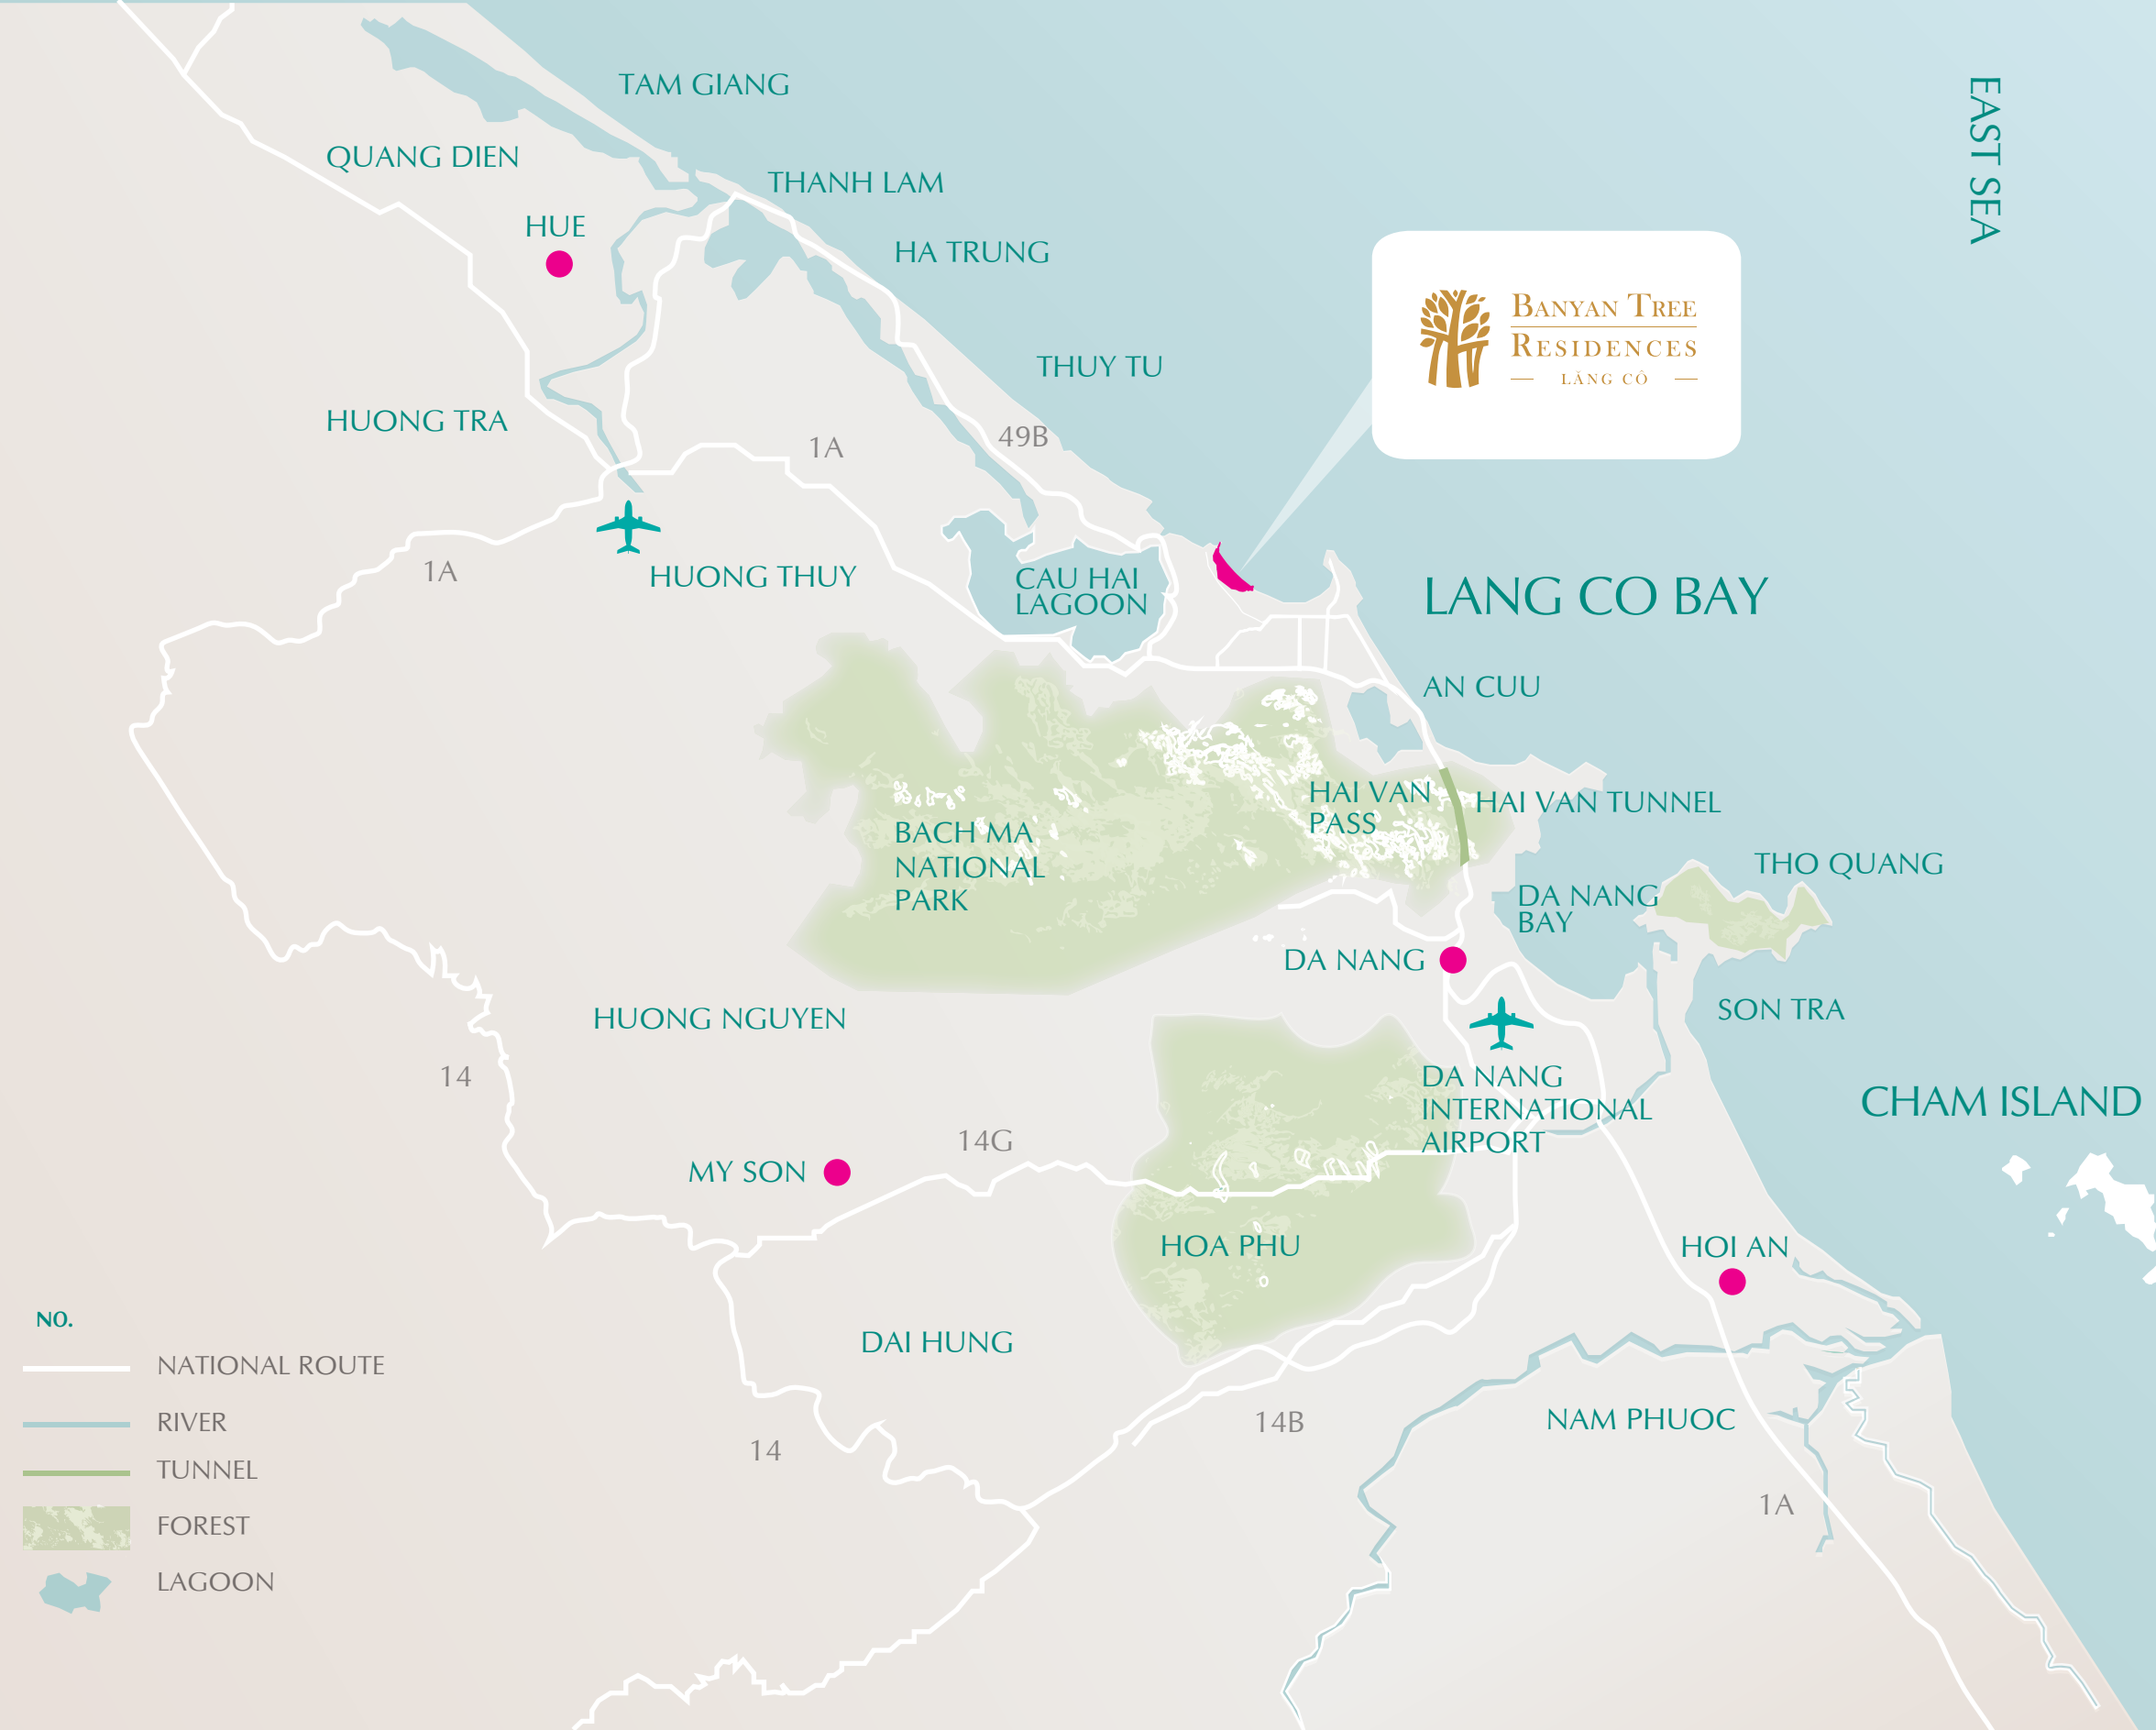 TAM GIANG
EAST SEA
QUANG DIEN
THANH LAM
HUE
HA TRUNG
BANYAN TREE
RESIDENCES
LĂNG CÔ
THUY TU
HUONG TRA
49B
1A
1A
HUONG THUY
CAU HAI
LAGOON
LANG CO BAY
AN CUU
HAI VAN
PASS
HAI VAN TUNNEL
BACH MA
NATIONAL
PARK
THO QUANG
DA NANG
BAY
DA NANG
SON TRA
HUONG NGUYEN
14
DA NANG
INTERNATIONAL
AIRPORT
CHAM ISLAND
14G
MY SON
HOA PHU
HOI AN
DAI HUNG
14B
NAM PHUOC
14
1A
NO.
NATIONAL ROUTE
RIVER
TUNNEL
FOREST
LAGOON